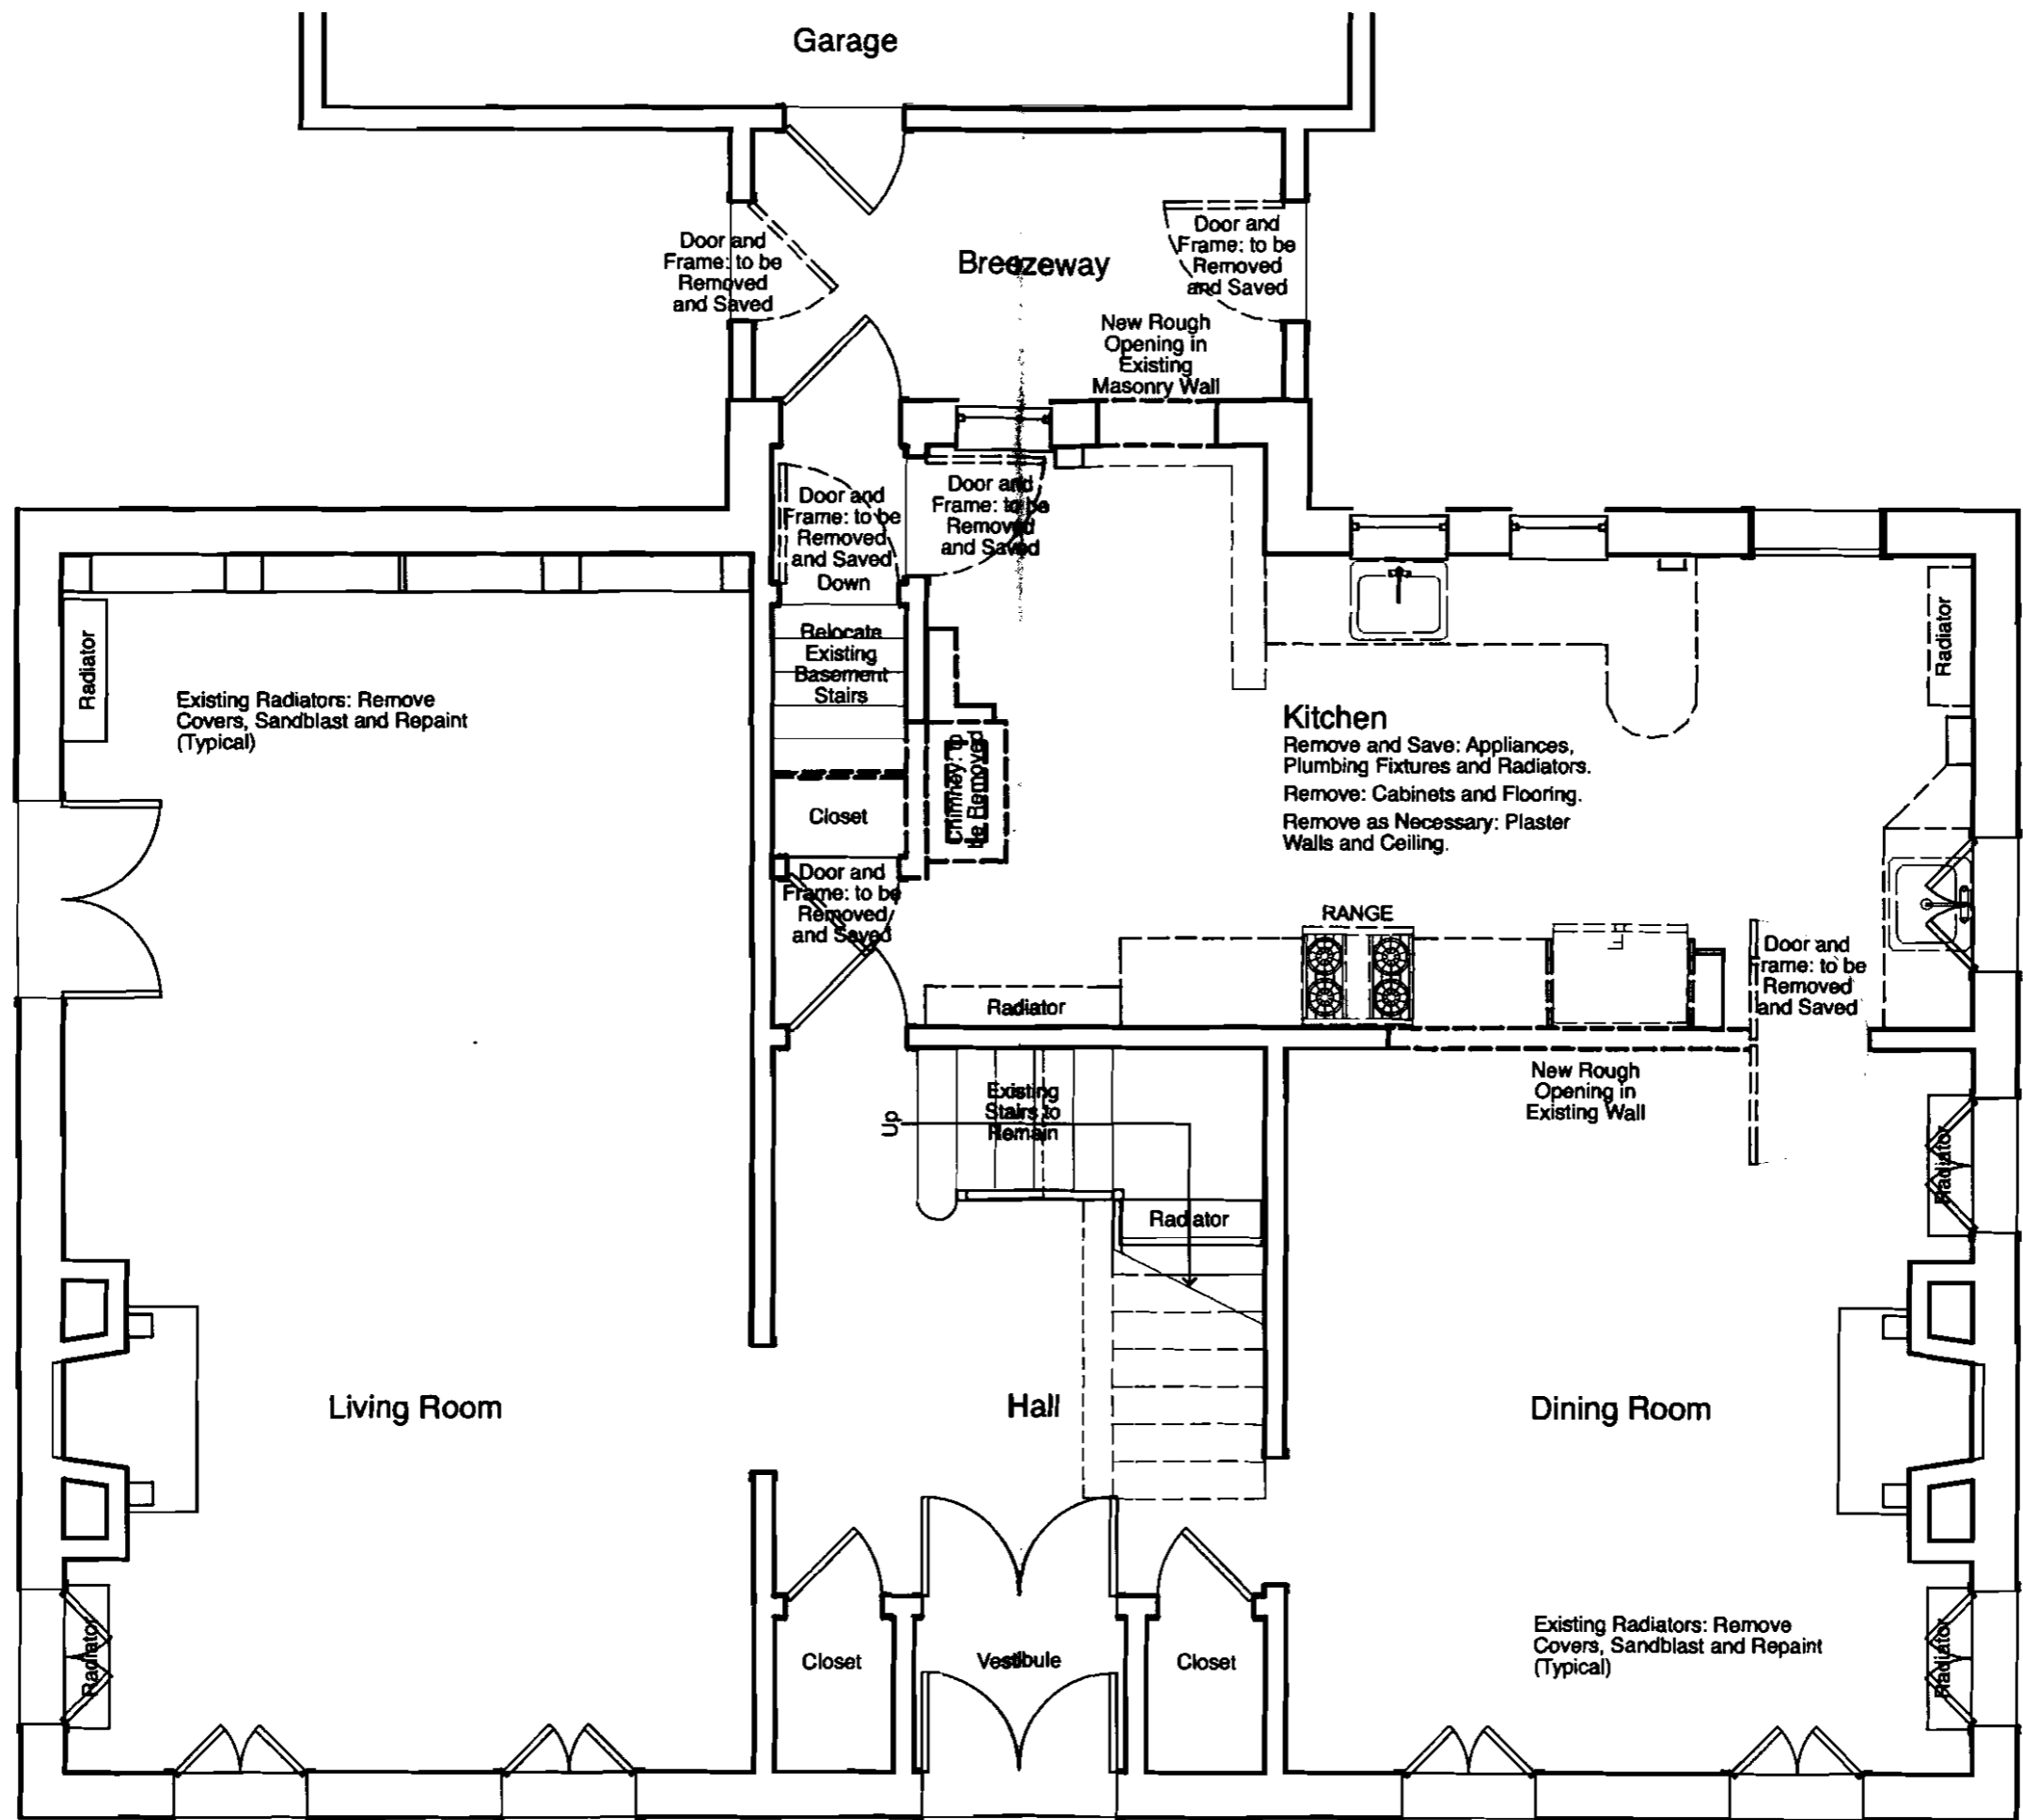 Garage
Door and
Frame: to be
Removed
and Saved
Breezeway
Door and
Frame: to be
Removed
and Saved
New Rough
Opening in
Existing
Masonry Wall
Door and
Frame: to be
Removed
and Saved
Down
Door and
Frame: to be
Removed
and Saved
Relocate
Existing
Basement
Stairs
Radiator
Existing Radiators: Remove
Covers, Sandblast and Repaint
(Typical)
Radiator
Kitchen
Remove and Save: Appliances,
Plumbing Fixtures and Radiators.
Remove: Cabinets and Flooring.
Remove as Necessary: Plaster
Walls and Ceiling.
Chimney: to
be Removed
Closet
Door and
Frame: to be
Removed
and Saved
RANGE
Door and
rame: to be
Removed
and Saved
Radiator
Existing
Stairs to
Remain
Up
New Rough
Opening in
Existing Wall
Radiator
Radiator
Living Room
Hall
Dining Room
Radiator
Closet
Vestibule
Closet
Existing Radiators: Remove
Covers, Sandblast and Repaint
(Typical)
Radiator